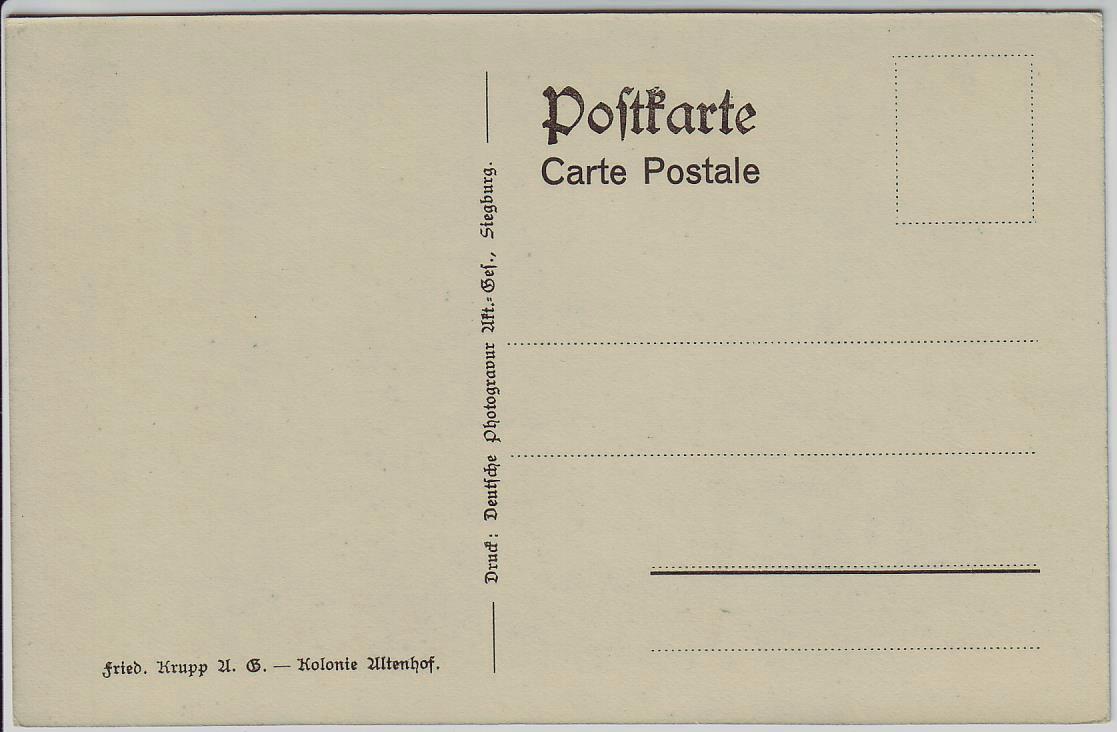 Poſtkarte
Carte Postale
Druck: Deutſche Photogravur Akt.=Geſ., Siegburg.
Fried. Krupp A. G. — Kolonie Altenhof.